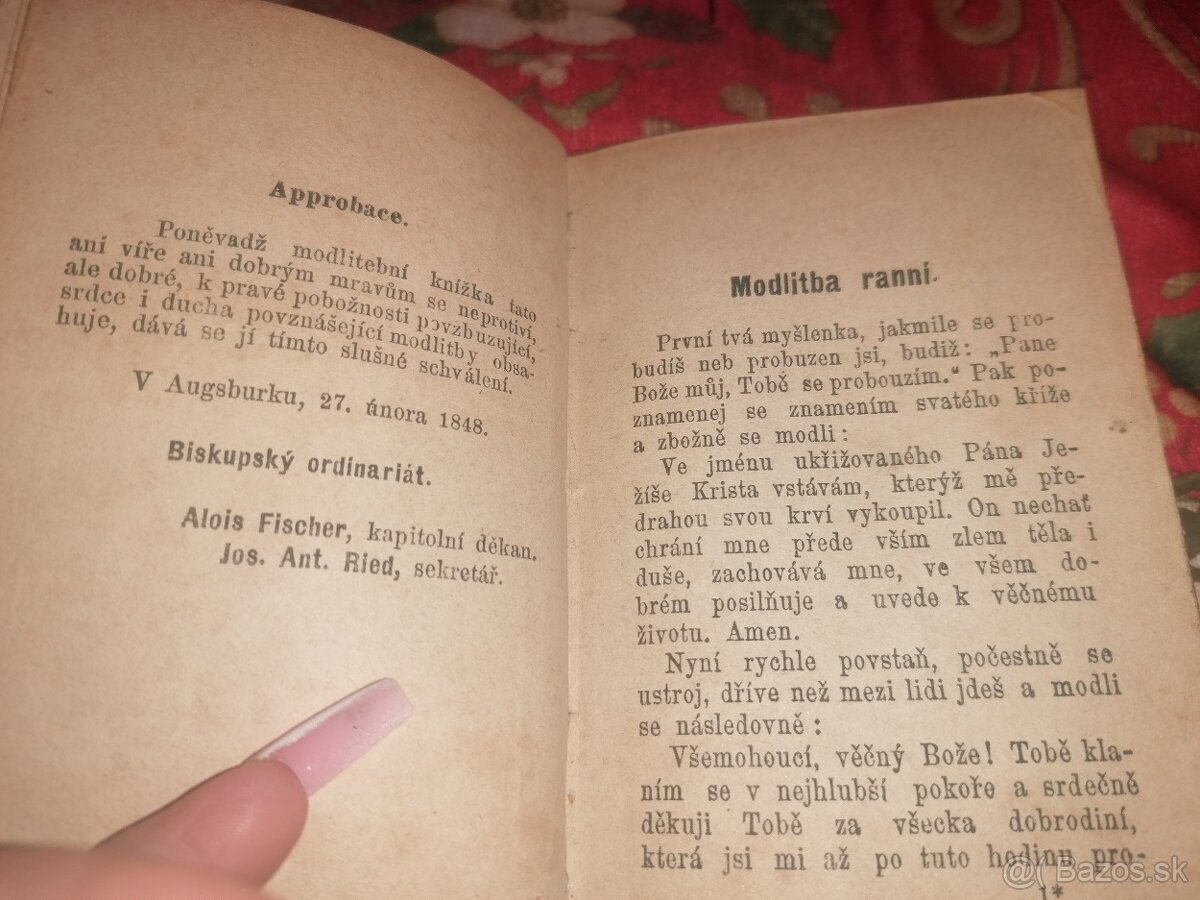 Approbace.
Poněvadž modlitební knížka tato
ani víře ani dobrým mravům se neprotiví,
ale dobré, k pravé pobožnosti povzbuzující,
srdce i ducha povznášející modlitby obsa-
huje, dává se jí tímto slušné schválení.
V Augsburku, 27. února 1848.
Biskupský ordinariát.
Alois Fischer, kapitolní děkan.
Jos. Ant. Ried, sekretář.
Modlitba ranní.
První tvá myšlenka, jakmile se pro-
budíš neb probuzen jsi, budiž: „Pane
Bože můj, Tobě se probouzím.“ Pak po-
znamenej se znamením svatého kříže
a zbožně se modli:
Ve jménu ukřižovaného Pána Je-
žíše Krista vstávám, kterýž mě pře-
drahou svou krví vykoupil. On nechať
chrání mne přede vším zlem těla i
duše, zachovává mne, ve všem do-
brém posilňuje a uvede k věčnému
životu. Amen.
Nyní rychle povstaň, počestně se
ustroj, dříve než mezi lidi jdeš a modli
se následovně:
Všemohoucí, věčný Bože! Tobě kla-
ním se v nejhlubší pokoře a srdečně
děkuji Tobě za všecka dobrodiní,
která jsi mi až po tuto hodinu pro-
1*
@ Bazos.sk